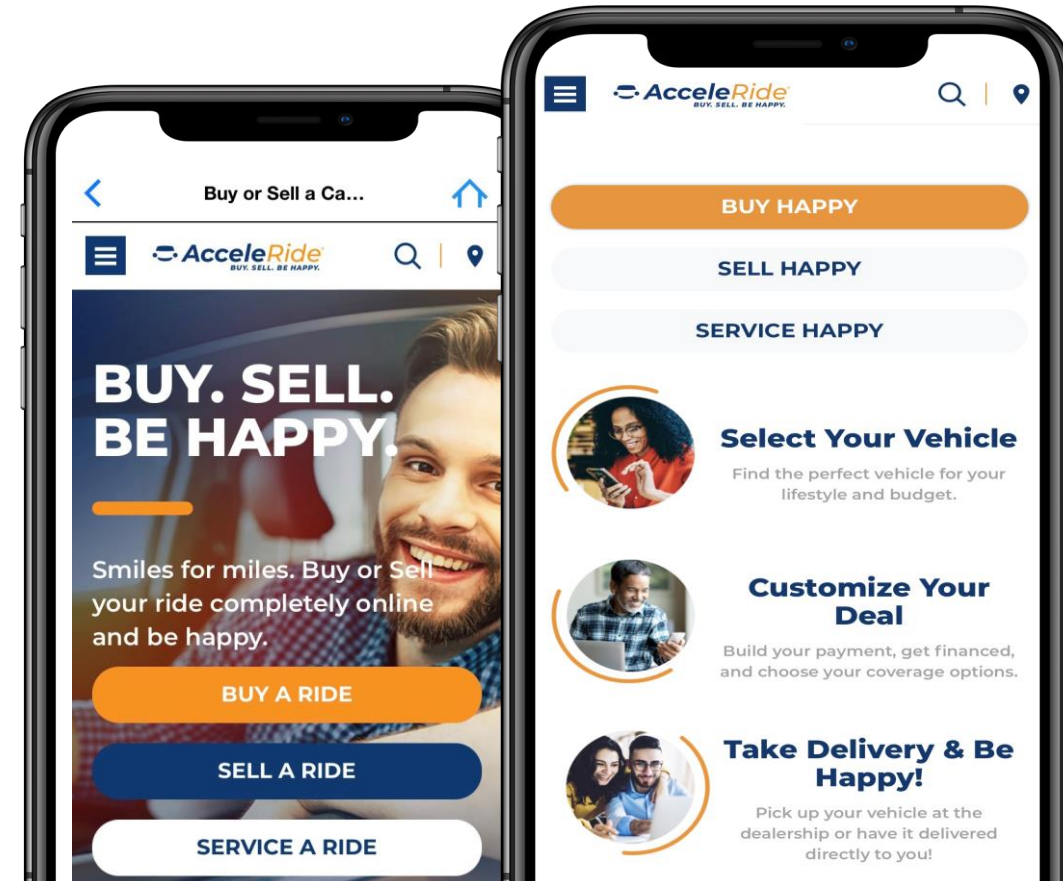 Buy or Sell a Ca...
AcceleRide
BUY. SELL. BE HAPPY.
BUY. SELL.
BE HAPPY.
Smiles for miles. Buy or Sell
your ride completely online
and be happy.
BUY A RIDE
SELL A RIDE
SERVICE A RIDE
AcceleRide
BUY. SELL. BE HAPPY.
BUY HAPPY
SELL HAPPY
SERVICE HAPPY
Select Your Vehicle
Find the perfect vehicle for your
lifestyle and budget.
Customize Your
Deal
Build your payment, get financed,
and choose your coverage options.
Take Delivery & Be
Happy!
Pick up your vehicle at the
dealership or have it delivered
directly to you!